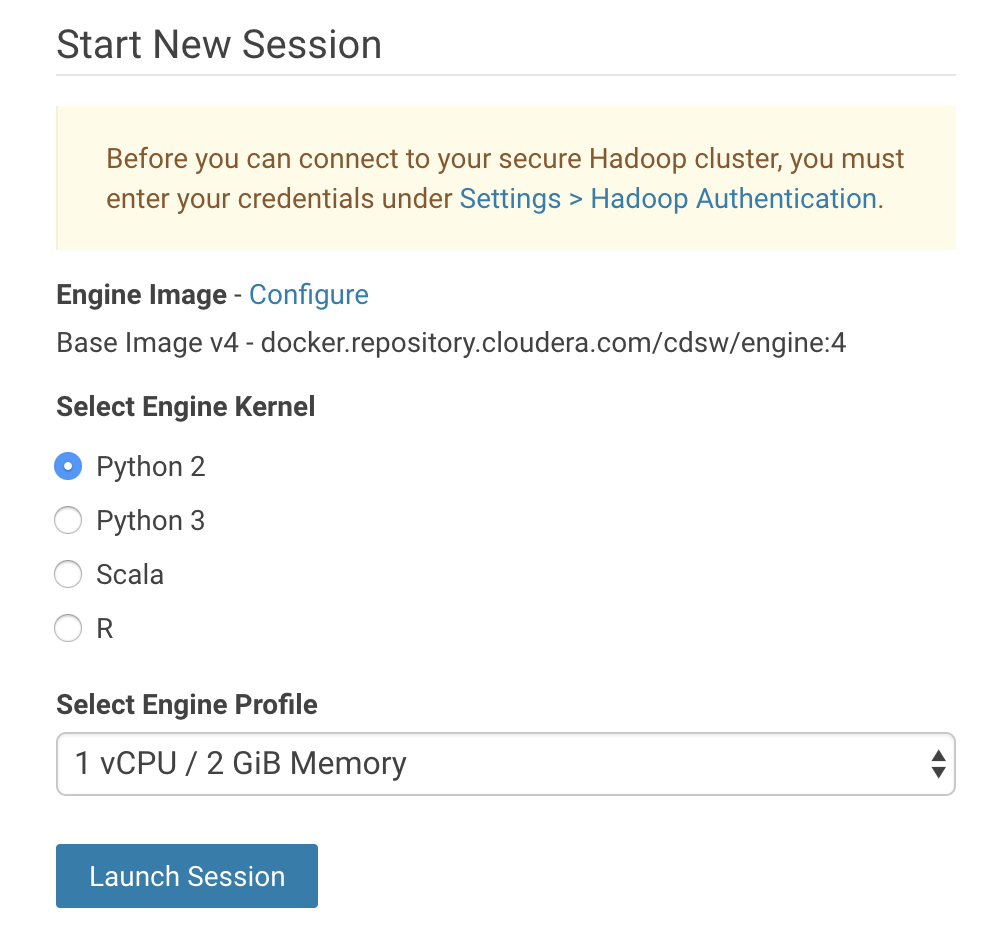 Start New Session
Before you can connect to your secure Hadoop cluster, you must
enter your credentials under Settings > Hadoop Authentication.
Engine Image - Configure
Base Image v4 - docker.repository.cloudera.com/cdsw/engine:4
Select Engine Kernel
Python 2
Python 3
Scala
R
Select Engine Profile
1 vCPU / 2 GiB Memory
Launch Session